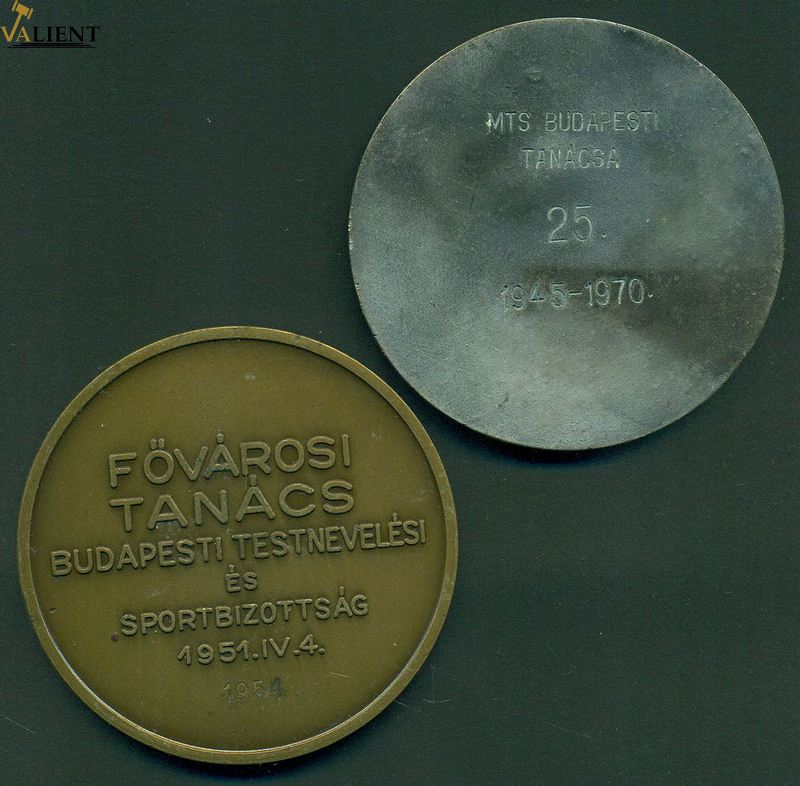 VALIENT
MTS BUDAPESTI
TANÁCSA
25
1945-1970.
FŐVÁROSI
TANÁCS
BUDAPESTI TESTNEVELÉSI
ÉS
SPORTBIZOTTSÁG
1951.IV.4.
1954